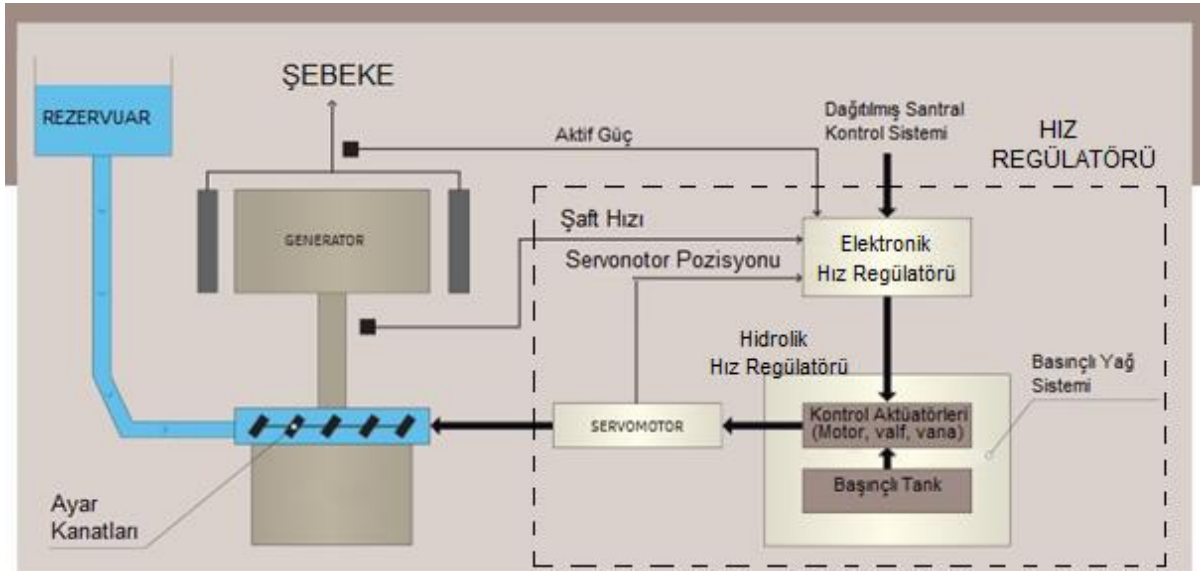 ŞEBEKE
REZERVUAR
Aktif Güç
Dağıtılmış Santral
Kontrol Sistemi
HIZ
REGÜLATÖRÜ
GENERATOR
Şaft Hızı
Servonotor Pozisyonu
Elektronik
Hız Regülatörü
Hidrolik
Hız Regülatörü
Basınçlı Yağ
Sistemi
SERVOMOTOR
Kontrol Aktüatörleri
(Motor, valf, vana)
Başınçlı Tank
Ayar
Kanatları